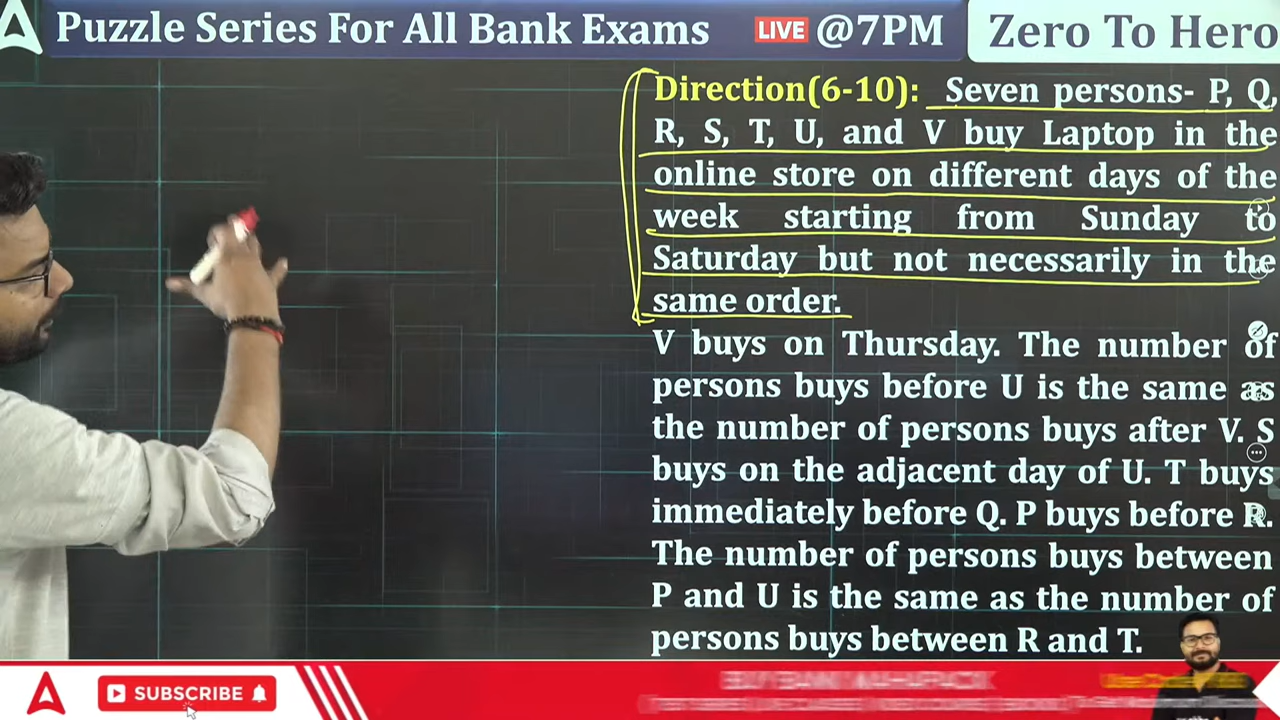 Puzzle Series For All Bank Exams LIVE @7PM Zero To Hero
Direction(6-10): Seven persons- P, Q,
R, S, T, U, and V buy Laptop in the
online store on different days of the
week starting from Sunday to
Saturday but not necessarily in the
same order.
V buys on Thursday. The number of
persons buys before U is the same as
the number of persons buys after V. S
buys on the adjacent day of U. T buys
immediately before Q. P buys before R.
The number of persons buys between
P and U is the same as the number of
persons buys between R and T.
SUBSCRIBE